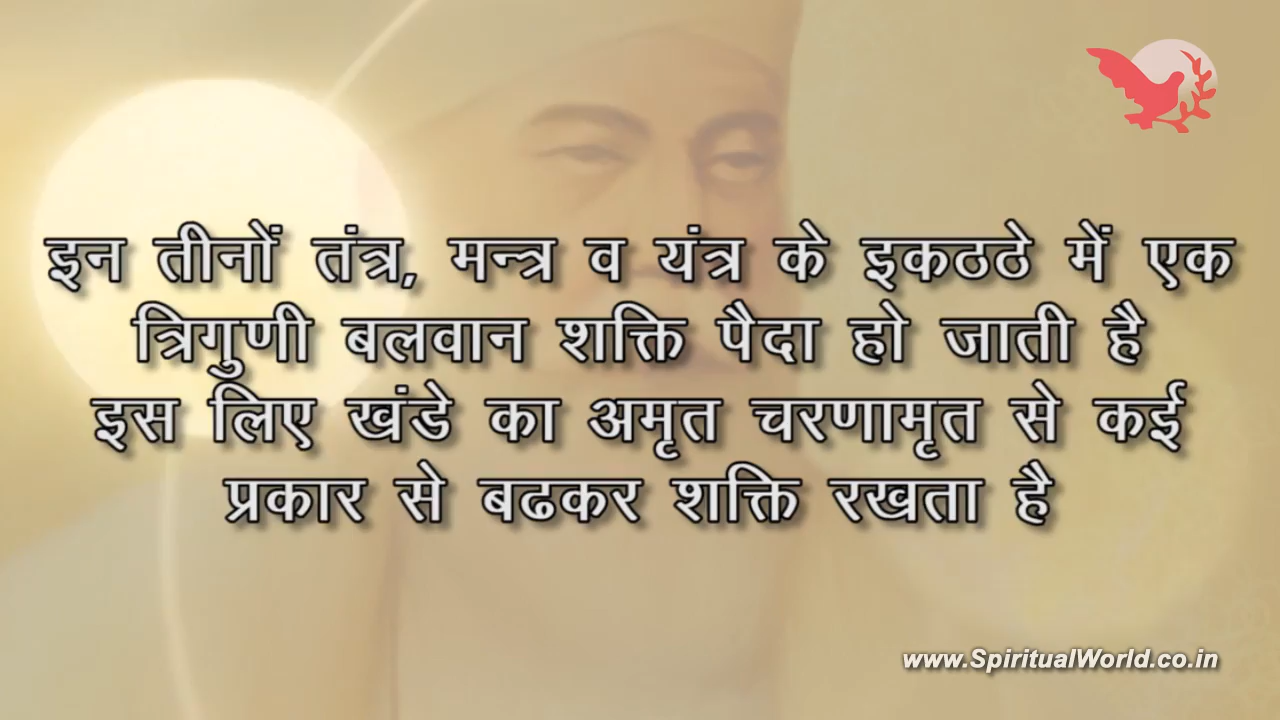 इन तीनों तंत्र, मन्त्र व यंत्र के इकठठे में एक
त्रिगुणी बलवान शक्ति पैदा हो जाती है
इस लिए खंडे का अमृत चरणामृत से कई
प्रकार से बढकर शक्ति रखता है
www.SpiritualWorld.co.in